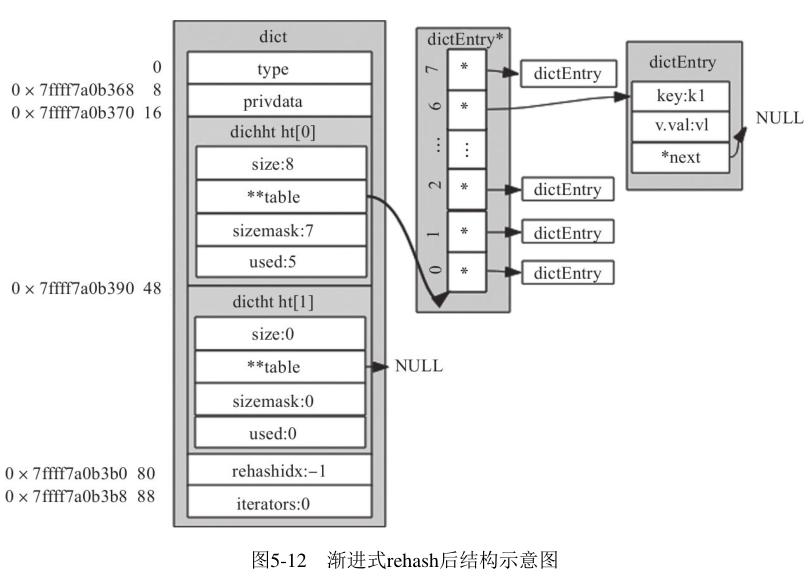 dict
0
type
0 × 7ffff7a0b368 8
privdata
0 × 7ffff7a0b370 16
dichht ht[0]
size:8
**table
sizemask:7
used:5
0 × 7ffff7a0b390 48
dictht ht[1]
size:0
**table
NULL
sizemask:0
used:0
0 × 7ffff7a0b3b0 80
rehashidx:−1
0 × 7ffff7a0b3b8 88
iterators:0
dictEntry*
7 *
dictEntry
6 *
… …
2 *
dictEntry
1 *
dictEntry
0 *
dictEntry
dictEntry
key:k1
v.val:vl
*next
NULL
图5-12 渐进式rehash后结构示意图